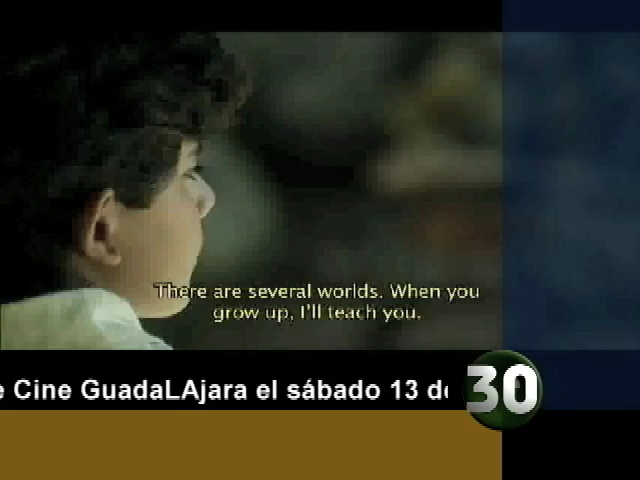 There are several worlds. When you
grow up, I'll teach you.
Cine GuadaLAjara el sábado 13
30